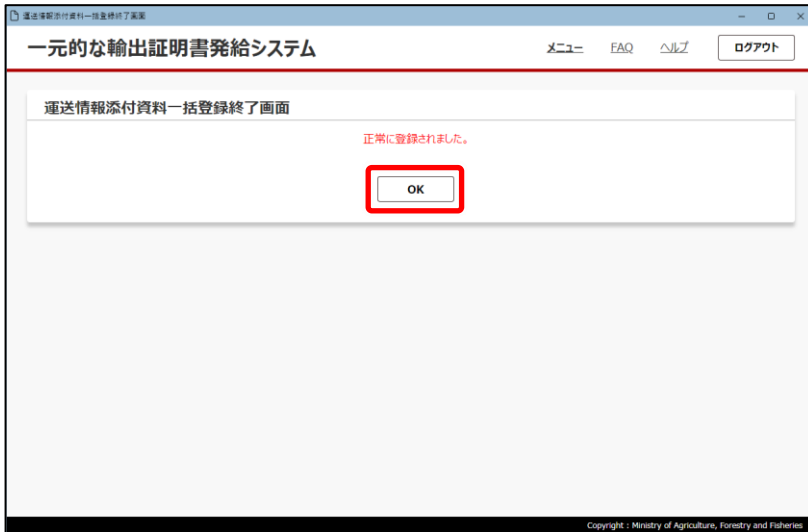 運送情報添付資料一括登録終了画面
一元的な輸出証明書発給システム
メニュー FAQ ヘルプ ログアウト
運送情報添付資料一括登録終了画面
正常に登録されました。
OK
Copyright : Ministry of Agriculture, Forestry and Fisheries